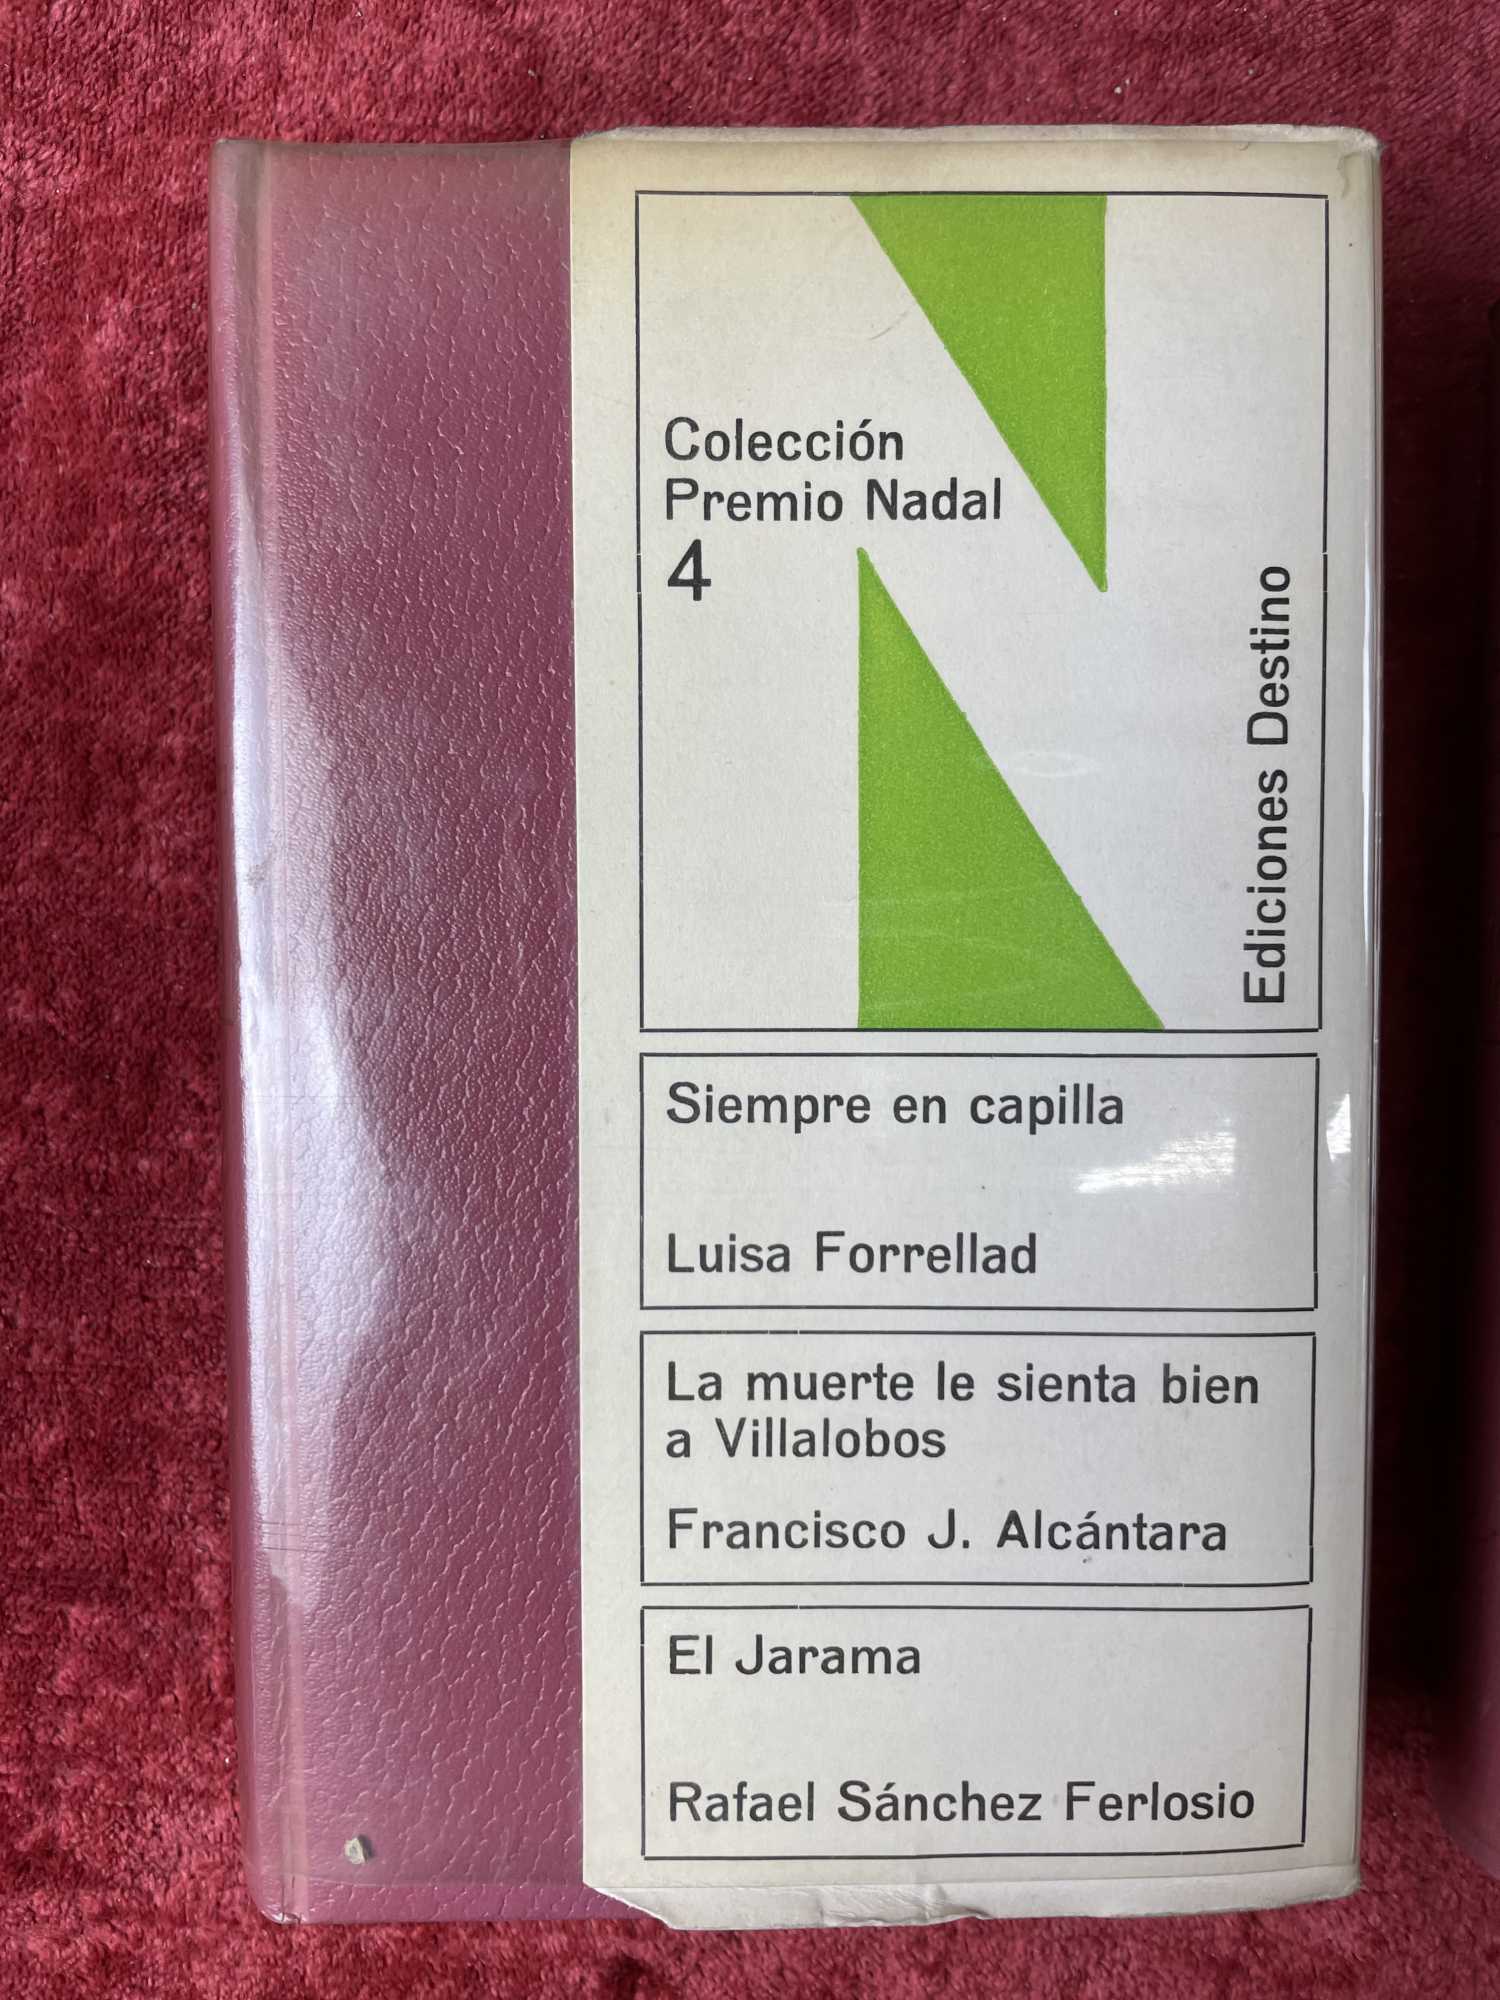 Colección
Premio Nadal
4
Ediciones Destino
Siempre en capilla
Luisa Forrellad
La muerte le sienta bien
a Villalobos
Francisco J. Alcántara
El Jarama
Rafael Sánchez Ferlosio